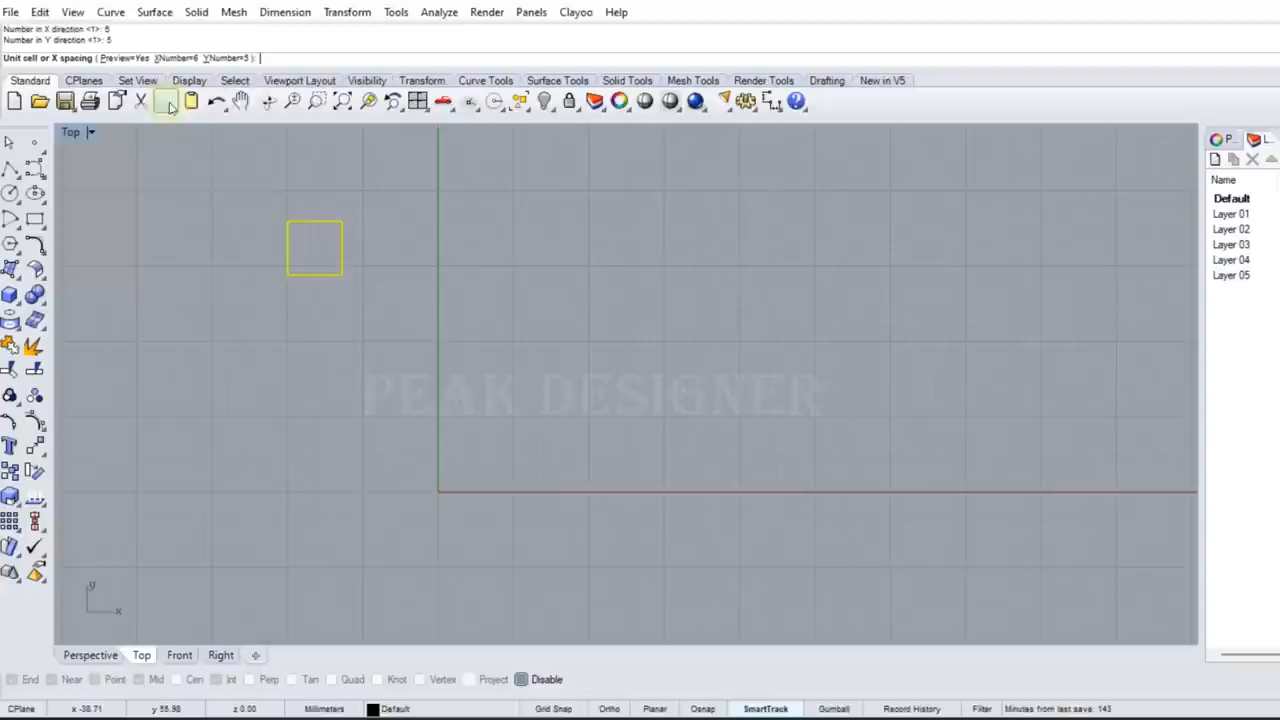 File Edit View Curve Surface Solid Mesh Dimension Transform Tools Analyze Render Panels Clayoo Help
Number in X direction <1>: 6
Number in Y direction <1>: 5
Unit cell or X spacing ( Preview=Yes XNumber=6 YNumber=5 ):
Standard CPlanes Set View Display Select Viewport Layout Visibility Transform Curve Tools Surface Tools Solid Tools Mesh Tools Render Tools Drafting New in V5
Top
P... L...
Name
Default
Layer 01
Layer 02
Layer 03
Layer 04
Layer 05
PEAK DESIGNER
y
x
Perspective Top Front Right
End Near Point Mid Cen Int Perp Tan Quad Knot Vertex Project Disable
CPlane x -38.71 y 55.98 z 0.00 Millimeters Default Grid Snap Ortho Planar Osnap SmartTrack Gumball Record History Filter Minutes from last save: 143